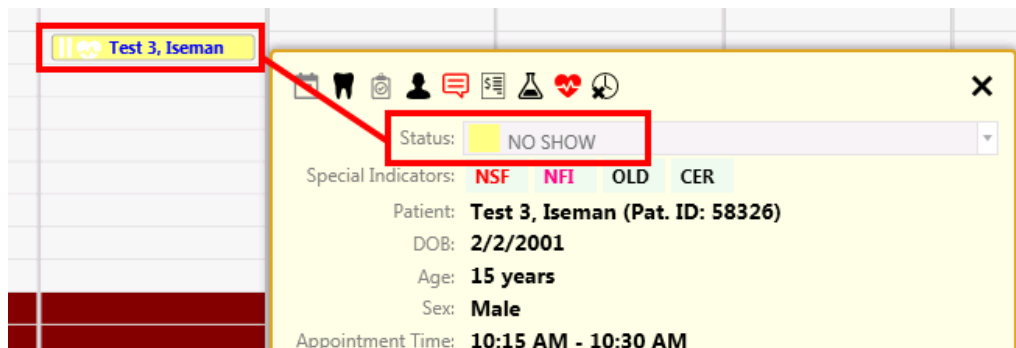 Test 3, Iseman
Status: NO SHOW
Special Indicators: NSF NFI OLD CER
Patient: Test 3, Iseman (Pat. ID: 58326)
DOB: 2/2/2001
Age: 15 years
Sex: Male
Appointment Time: 10:15 AM - 10:30 AM